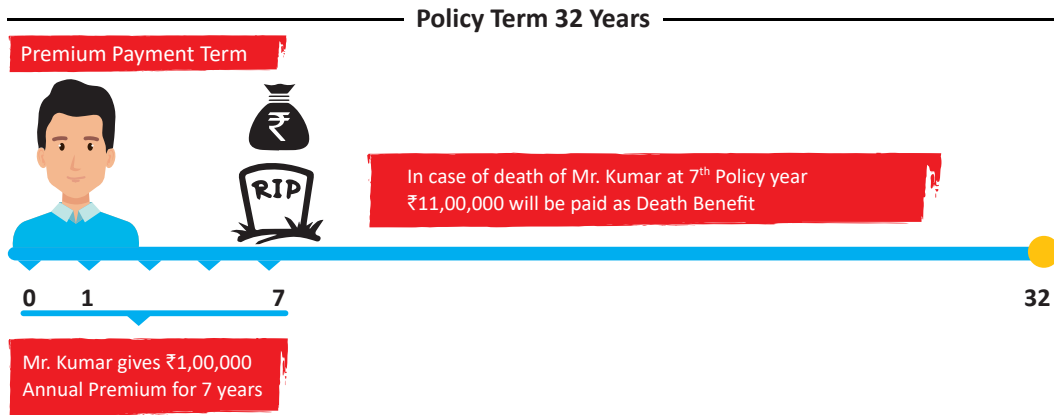 Policy Term 32 Years
Premium Payment Term
₹
RIP
In case of death of Mr. Kumar at 7th Policy year
₹11,00,000 will be paid as Death Benefit
0 1 7 32
Mr. Kumar gives ₹1,00,000
Annual Premium for 7 years